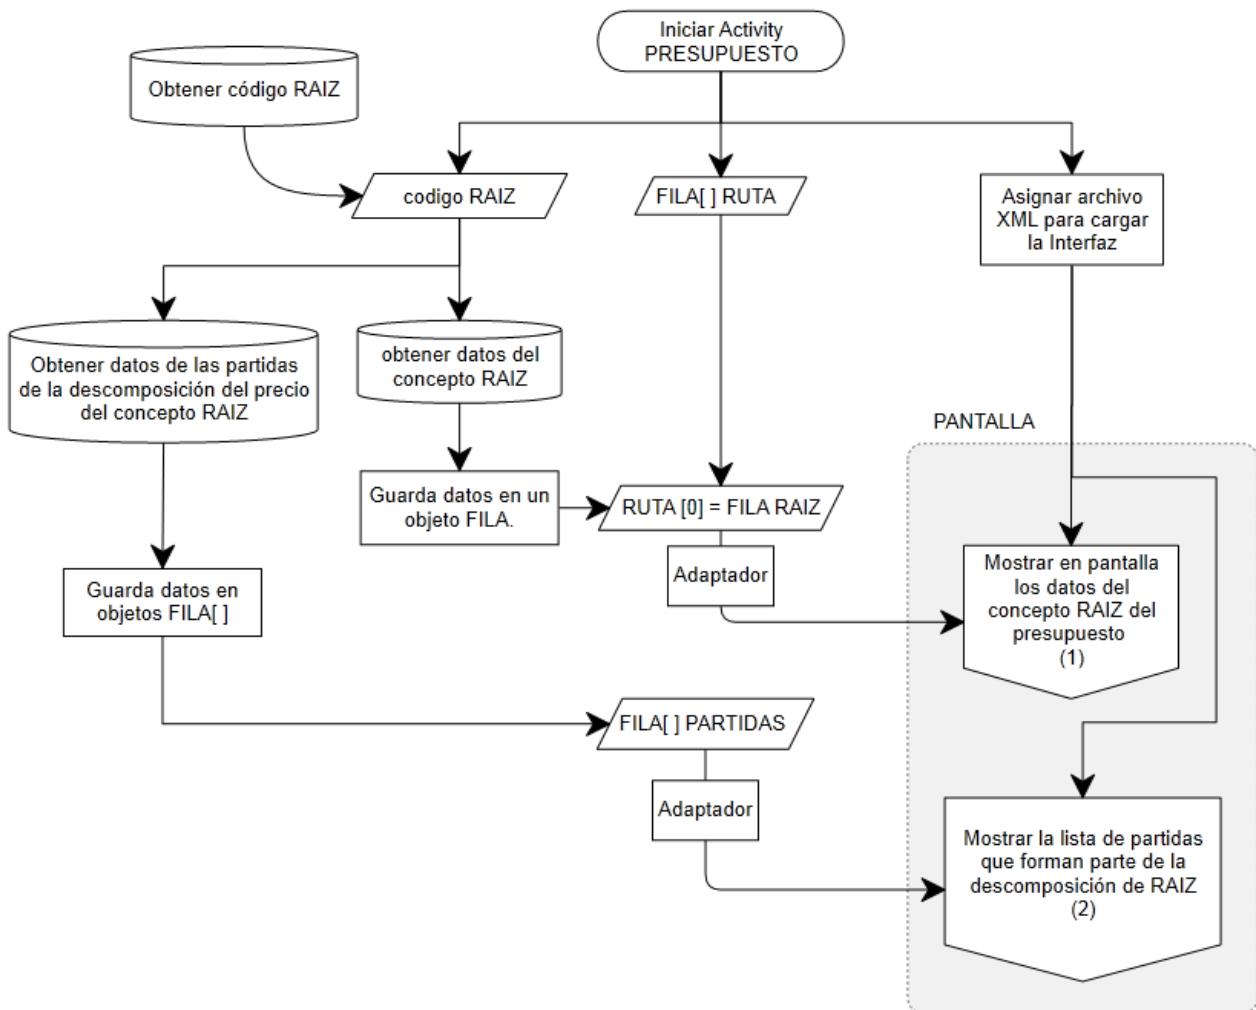 Iniciar Activity
PRESUPUESTO
Obtener código RAIZ
codigo RAIZ
FILA[ ] RUTA
Asignar archivo
XML para cargar
la Interfaz
Obtener datos de las partidas
de la descomposición del precio
del concepto RAIZ
obtener datos del
concepto RAIZ
PANTALLA
Guarda datos en un
objeto FILA.
RUTA [0] = FILA RAIZ
Adaptador
Mostrar en pantalla
los datos del
concepto RAIZ del
presupuesto
(1)
Guarda datos en
objetos FILA[ ]
FILA[ ] PARTIDAS
Adaptador
Mostrar la lista de partidas
que forman parte de la
descomposición de RAIZ
(2)